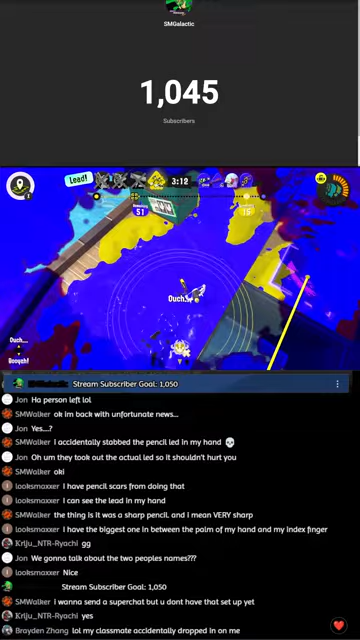 SMGalactic
1,045
Subscribers
Lead!
3:12
51
Ouch...
Ouch...
Booyah!
SMGalactic Stream Subscriber Goal: 1,050
Jon Ha person left lol
SMWalker ok im back with unfortunate news...
Jon Yes...?
SMWalker I accidentally stabbed the pencil led in my hand 💀
Jon Oh um they took out the actual led so it shouldn't hurt you
SMWalker oki
looksmaxxer I have pencil scars from doing that
looksmaxxer I can see the lead in my hand
SMWalker the thing is it was a sharp pencil, and I mean VERY sharp
looksmaxxer I have the biggest one in between the palm of my hand and my index finger
Kriju_NTR-Ryachi gg
Jon We gonna talk about the two peoples names???
looksmaxxer Nice
Stream Subscriber Goal: 1,050
SMWalker i wanna send a superchat but u dont have that set up yet
Kriju_NTR-Ryachi yes
Brayden Zhang lol my classmate accidentally dropped in on me